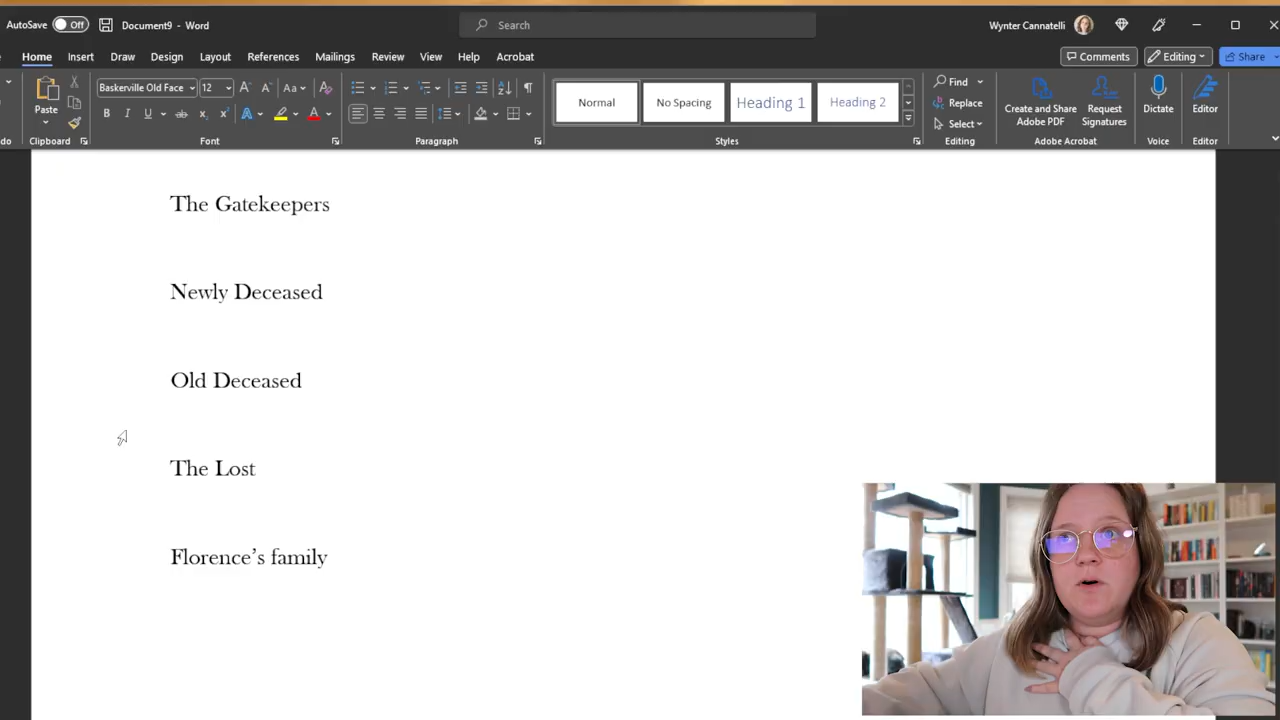 AutoSave Off Document9 - Word Search Wynter Cannatelli
Home Insert Draw Design Layout References Mailings Review View Help Acrobat Comments Editing Share
Paste Baskerville Old Face 12 Aa Normal No Spacing Heading 1 Heading 2 Find Replace Select Create and Share Adobe PDF Request Signatures Dictate Editor
do Clipboard Font Paragraph Styles Editing Adobe Acrobat Voice Editor
The Gatekeepers
Newly Deceased
Old Deceased
The Lost
Florence’s family